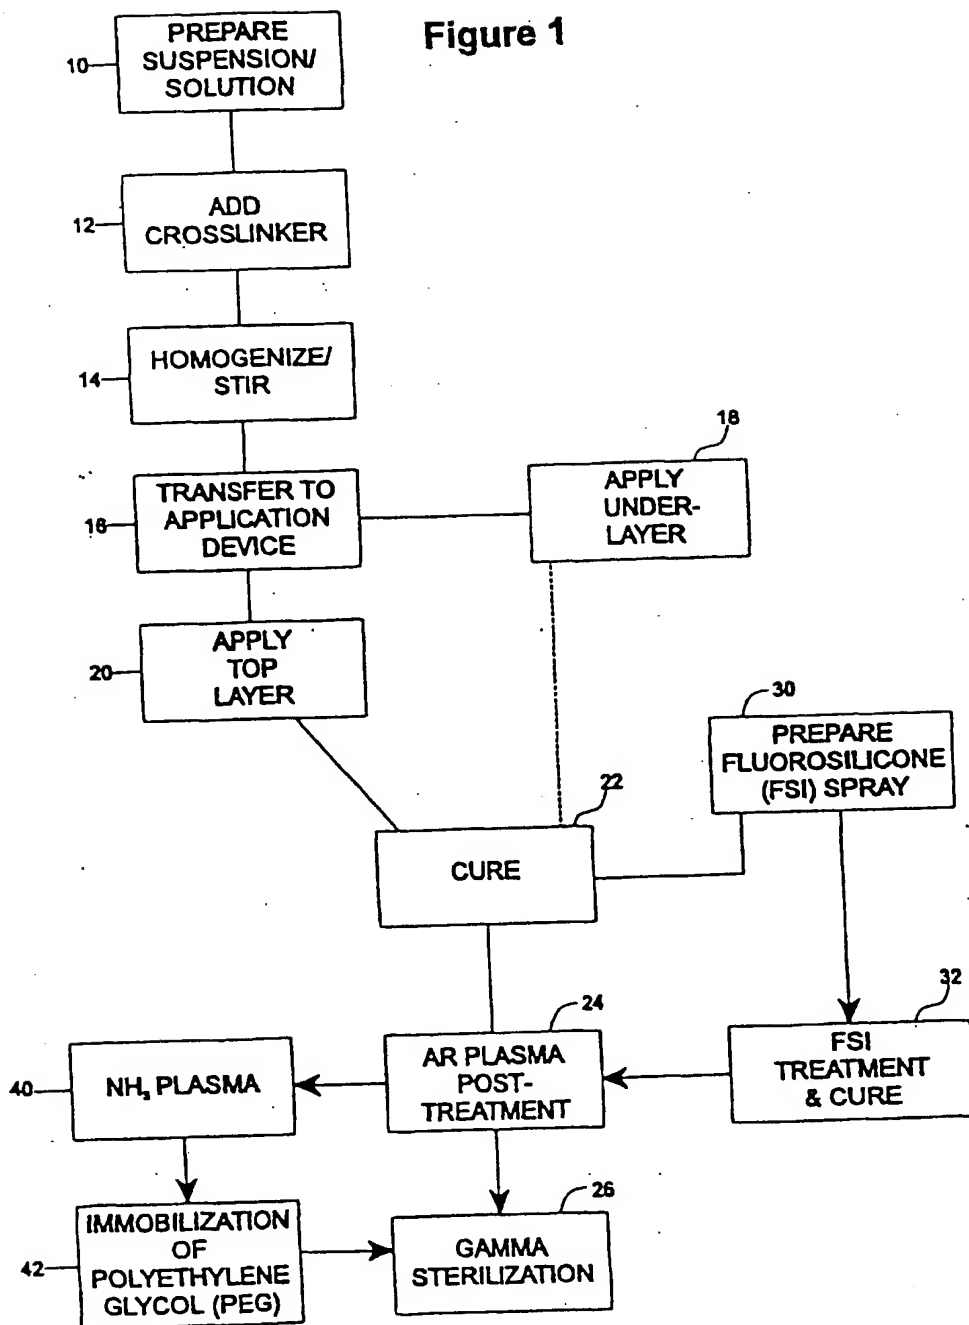 Figure 1
10
PREPARE
SUSPENSION/
SOLUTION
12
ADD
CROSSLINKER
14
HOMOGENIZE/
STIR
16
TRANSFER TO
APPLICATION
DEVICE
18
APPLY
UNDER-
LAYER
20
APPLY
TOP
LAYER
30
PREPARE
FLUOROSILICONE
(FSI) SPRAY
22
CURE
32
FSI
TREATMENT
& CURE
24
AR PLASMA
POST-
TREATMENT
40
NH₃ PLASMA
26
GAMMA
STERILIZATION
42
IMMOBILIZATION
OF
POLYETHYLENE
GLYCOL (PEG)